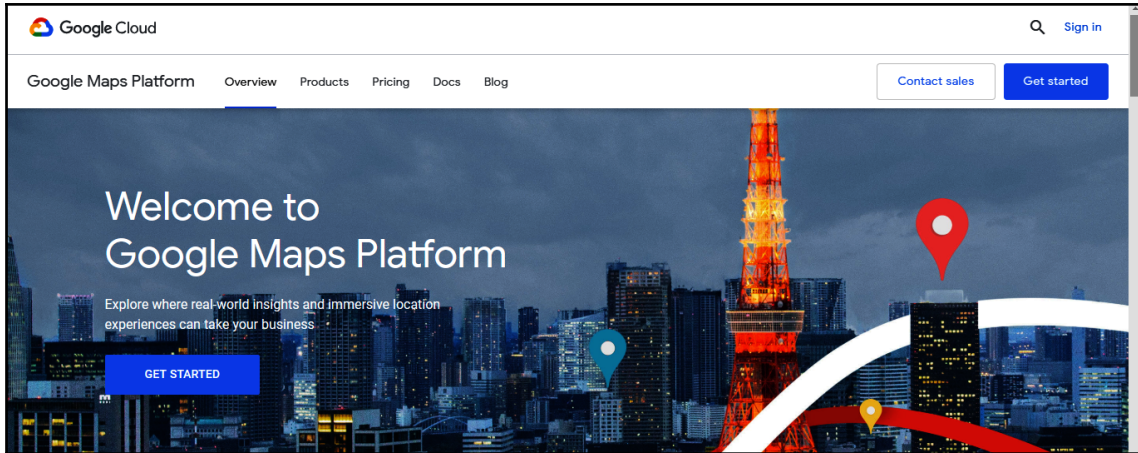 Google Cloud
Sign in
Google Maps Platform Overview Products Pricing Docs Blog Contact sales Get started
Welcome to
Google Maps Platform
Explore where real-world insights and immersive location
experiences can take your business
GET STARTED